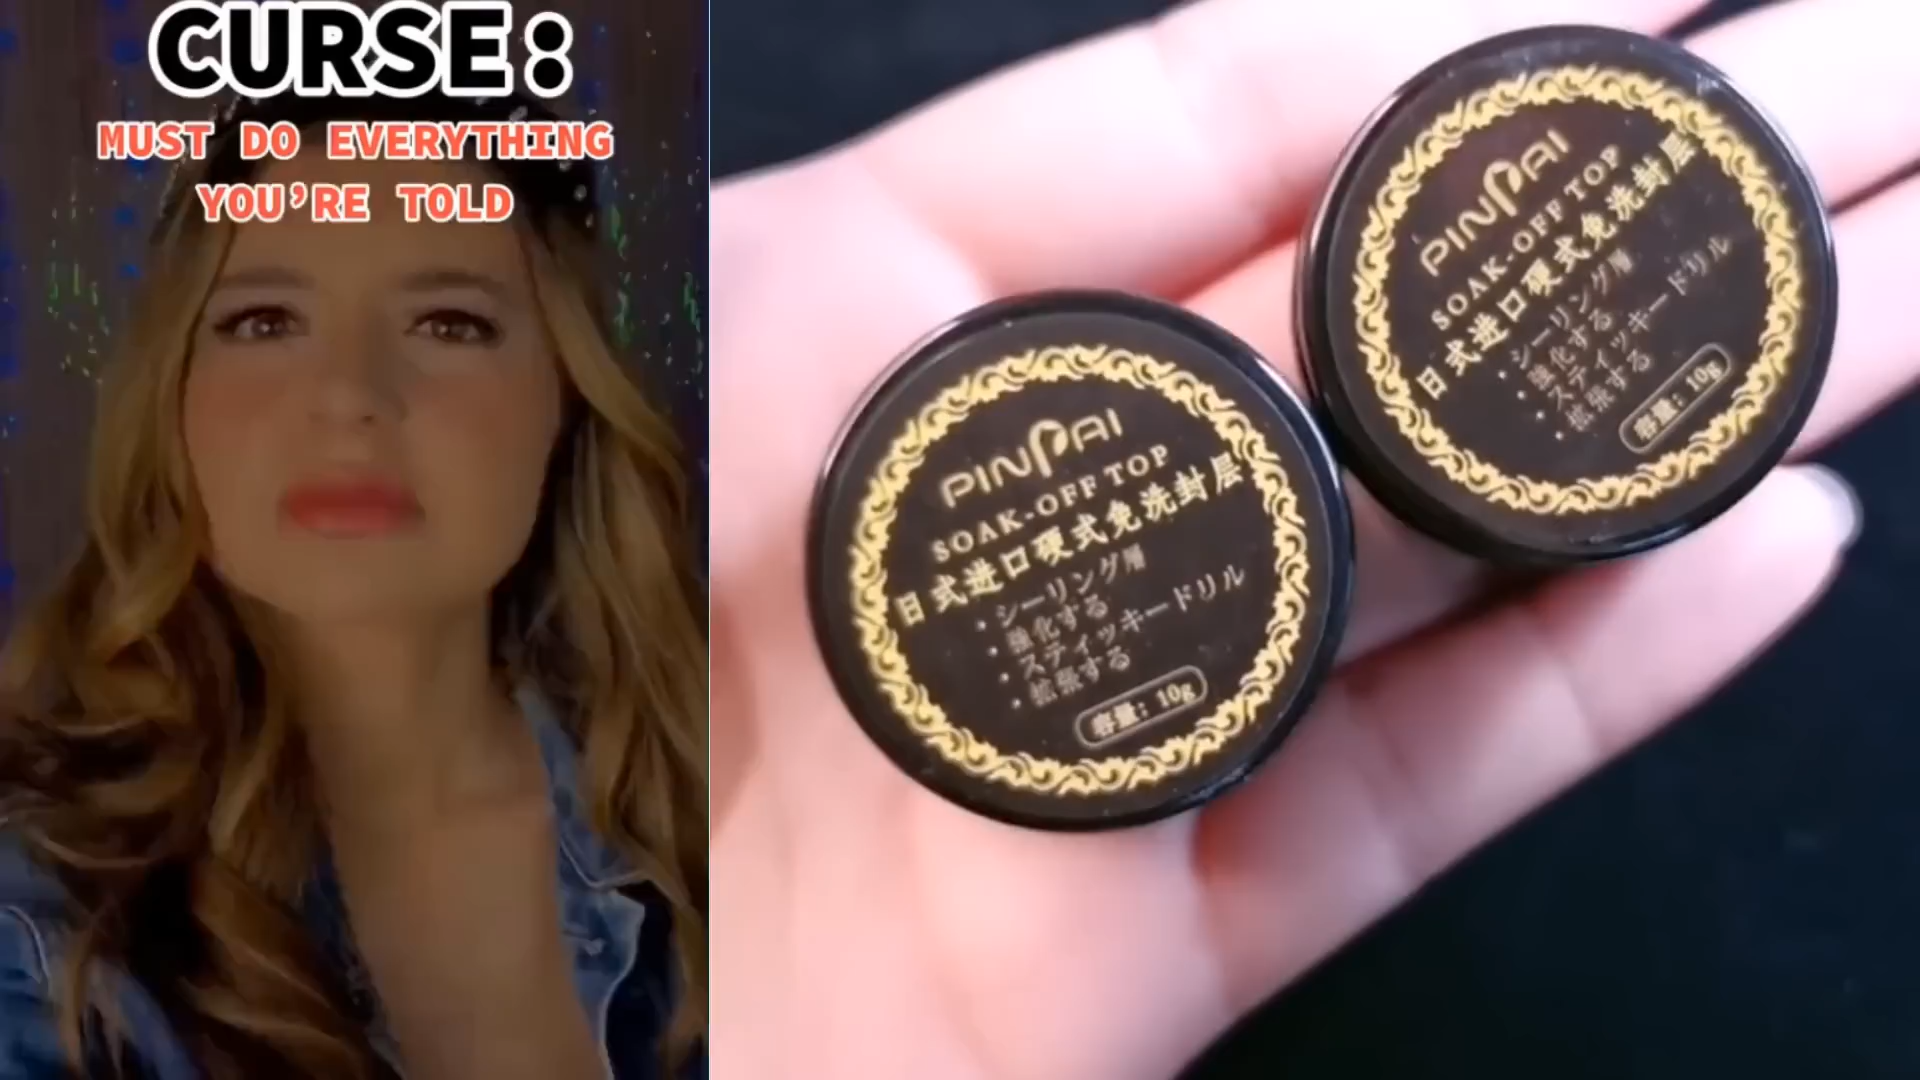 CURSE:
MUST DO EVERYTHING
YOU'RE TOLD
PINPAI
SOAK-OFF TOP
日式进口硬式免洗封层
・シーリング層
・強化する
・スティッキードリル
・拡張する
容量：10g
PINPAI
SOAK-OFF TOP
日式进口硬式免洗封层
・シーリング層
・強化する
・スティッキードリル
・拡張する
容量：10g